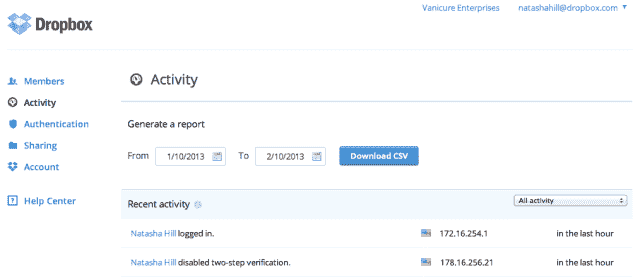 Vanicure Enterprises natashahill@dropbox.com
Dropbox
Members
Activity
Authentication
Sharing
Account
Help Center
Activity
Generate a report
From 1/10/2013 To 2/10/2013 Download CSV
Recent activity All activity
Natasha Hill logged in. 172.16.254.1 in the last hour
Natasha Hill disabled two-step verification. 178.16.256.21 in the last hour